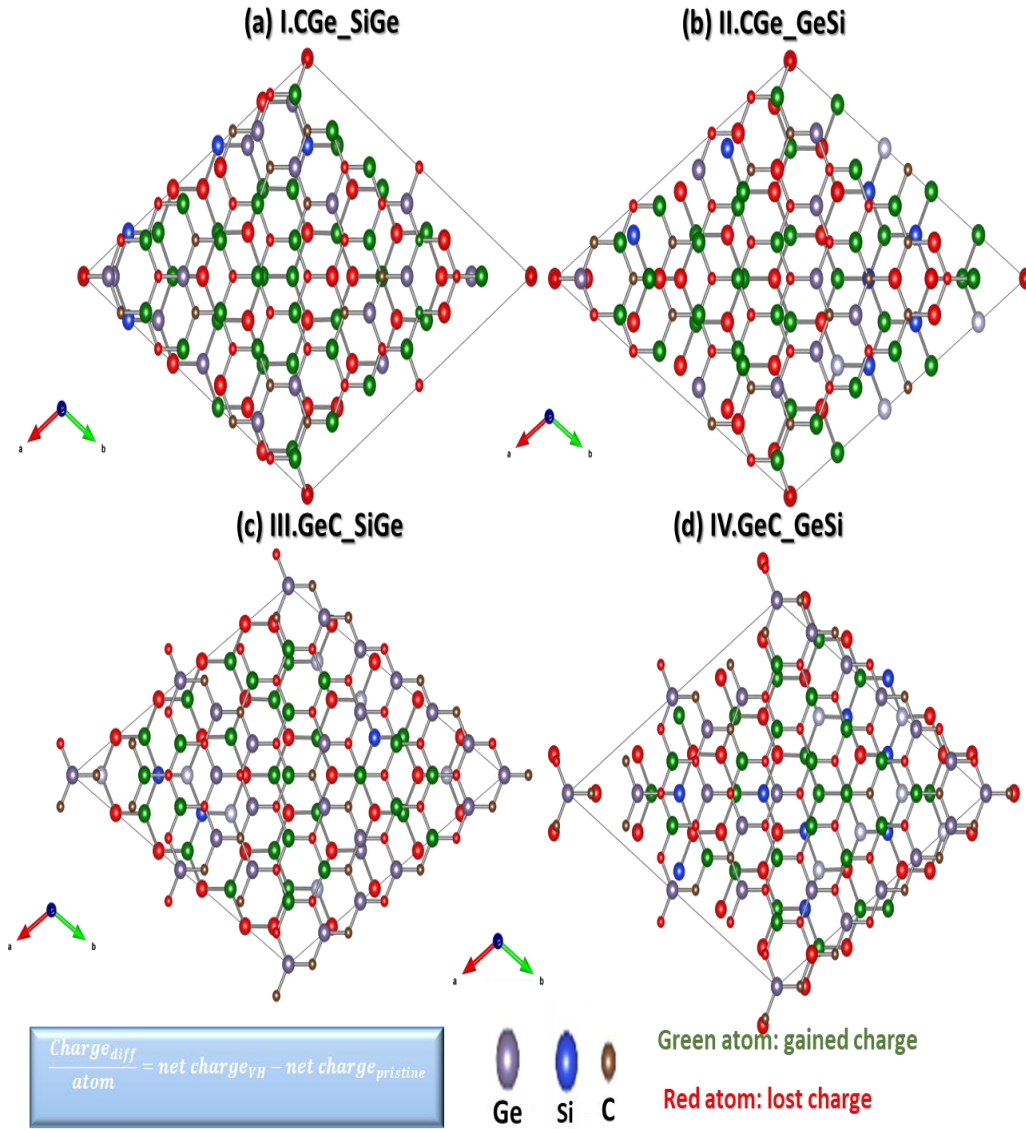 (a) I.CGe_SiGe
(b) II.CGe_GeSi
a
b
a
b
(c) III.GeC_SiGe
(d) IV.GeC_GeSi
a
b
a
b
Charge_diff / atom = net charge_VH − net charge_pristine
Ge
Si
C
Green atom: gained charge
Red atom: lost charge